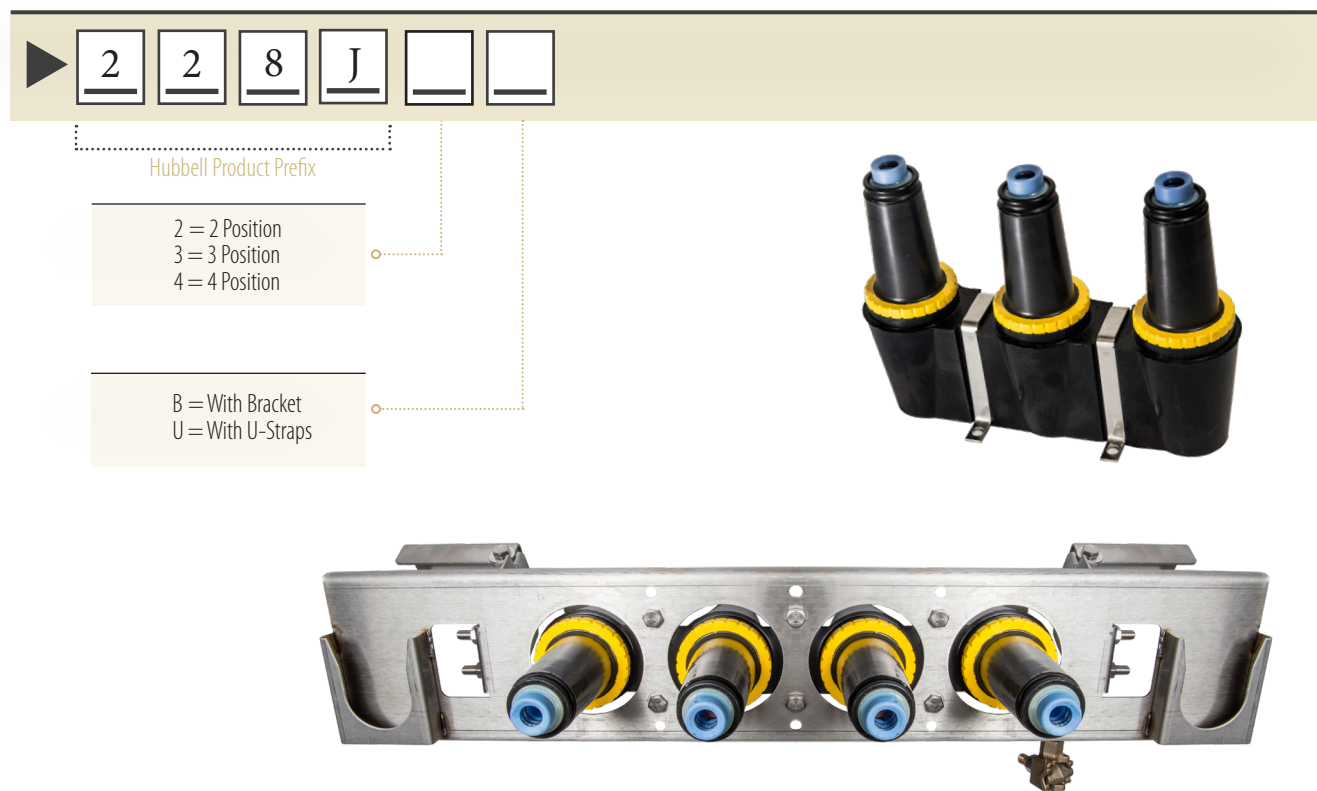 2 2 8 J
Hubbell Product Prefix
2 = 2 Position
3 = 3 Position
4 = 4 Position
B = With Bracket
U = With U-Straps